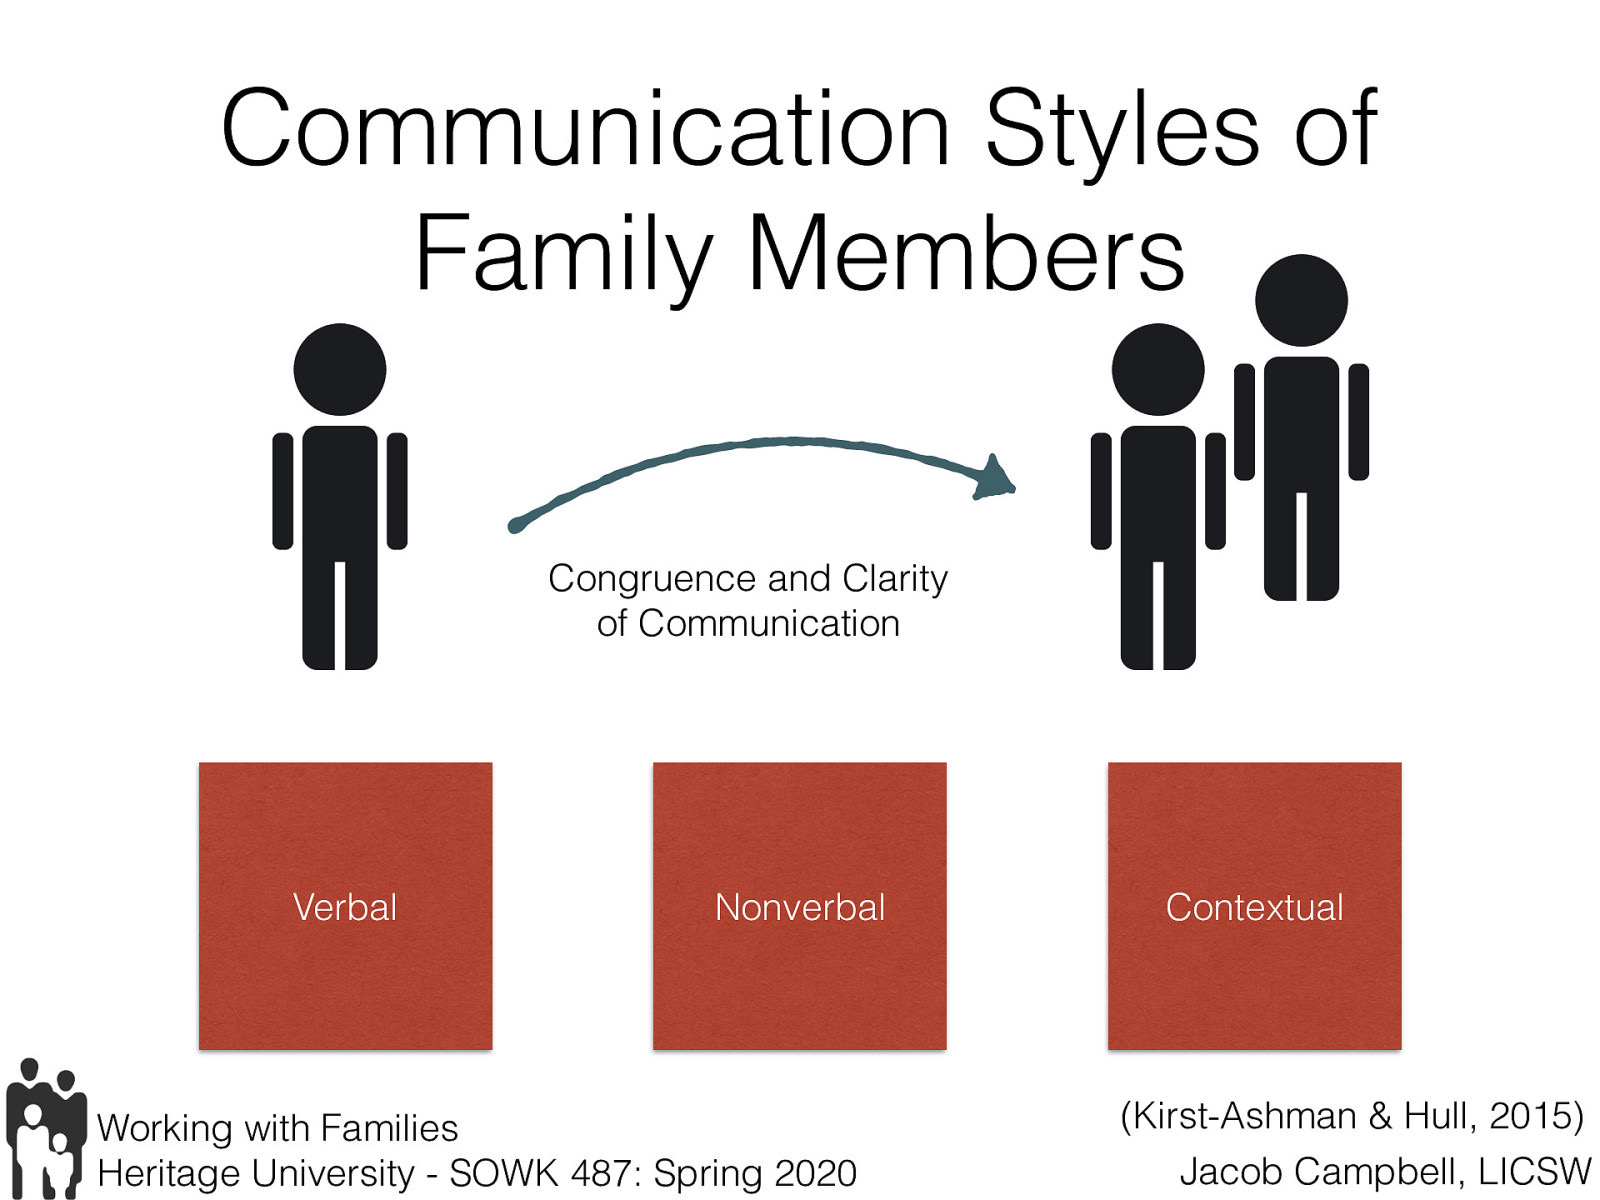 Communication Styles of
Family Members
Congruence and Clarity
of Communication
Verbal
Nonverbal
Contextual
Working with Families
Heritage University - SOWK 487: Spring 2020
(Kirst-Ashman & Hull, 2015)
Jacob Campbell, LICSW